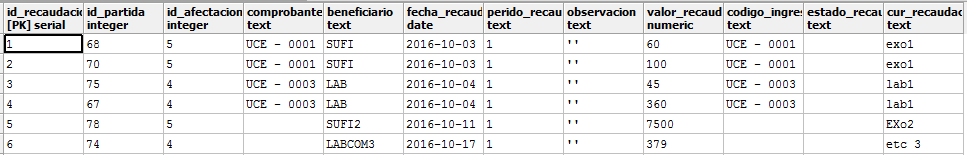 id_recaudacio id_partida id_afectacion comprobante beneficiario fecha_recaud perido_recau observacion valor_recaud codigo_ingres estado_recau cur_recaudac
[PK] serial integer integer text text date text text numeric text text text
1 68 5 UCE - 0001 SUFI 2016-10-03 1 '' 60 UCE - 0001 exo1
2 70 5 UCE - 0001 SUFI 2016-10-03 1 '' 100 UCE - 0001 exo1
3 75 4 UCE - 0003 LAB 2016-10-04 1 '' 45 UCE - 0003 lab1
4 67 4 UCE - 0003 LAB 2016-10-04 1 '' 360 UCE - 0003 lab1
5 78 5 SUFI2 2016-10-11 1 '' 7500 EXo2
6 74 4 LABCOM3 2016-10-17 1 '' 379 etc 3